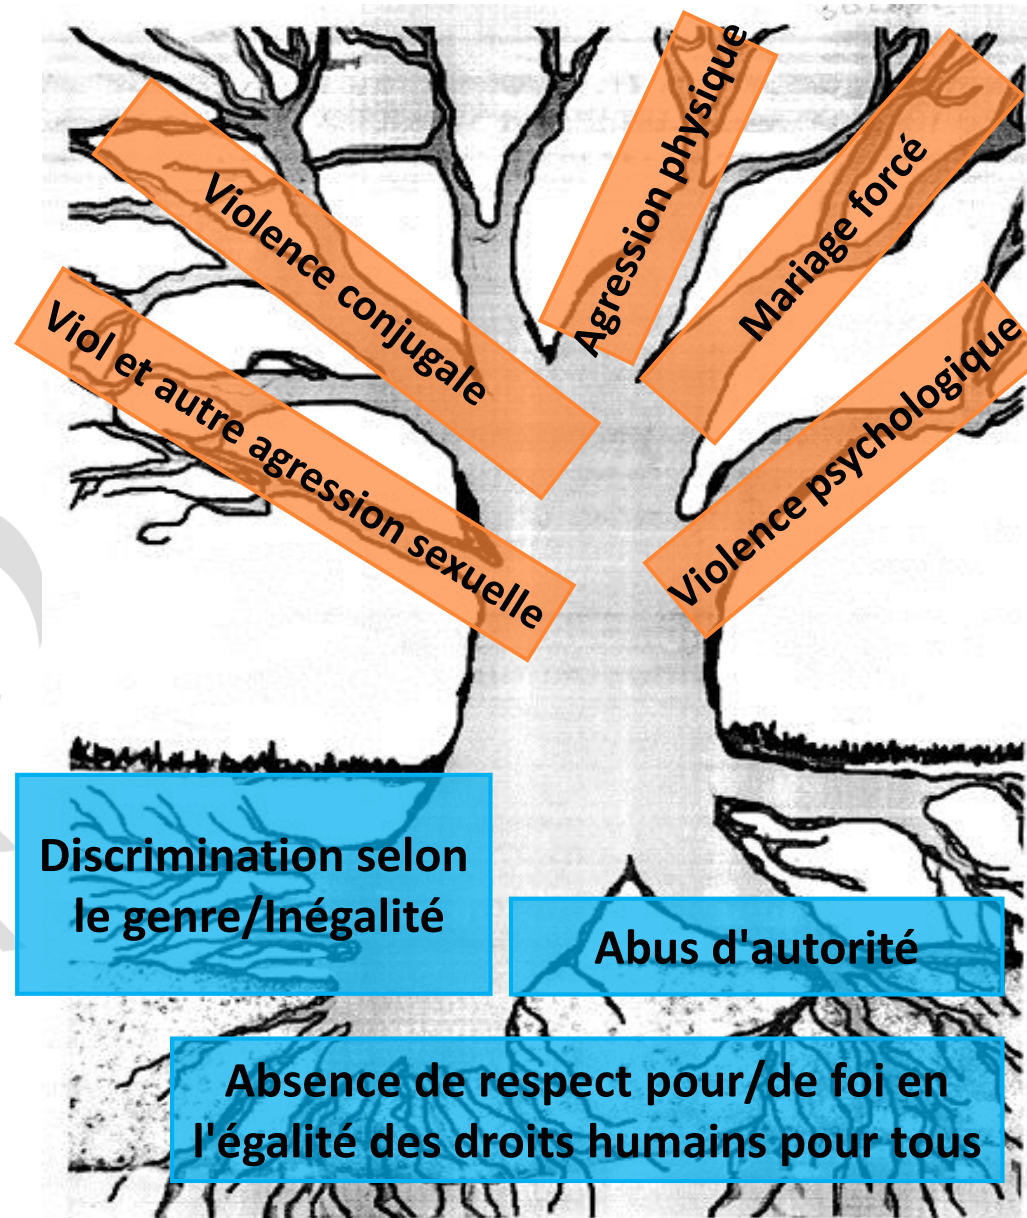 Agression physique
Violence conjugale
Mariage forcé
Viol et autre agression sexuelle
Violence psychologique
Discrimination selon
le genre/Inégalité
Abus d'autorité
Absence de respect pour/de foi en
l'égalité des droits humains pour tous